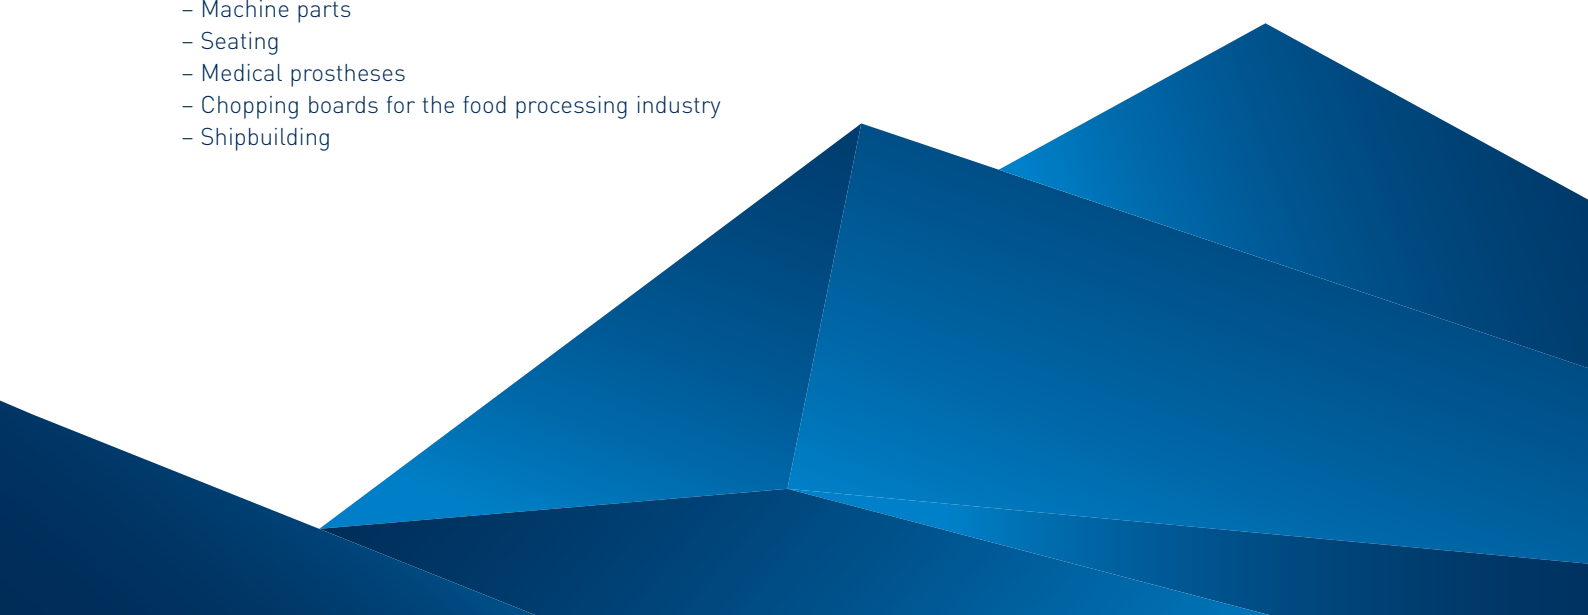 – Machine parts
– Seating
– Medical prostheses
– Chopping boards for the food processing industry
– Shipbuilding